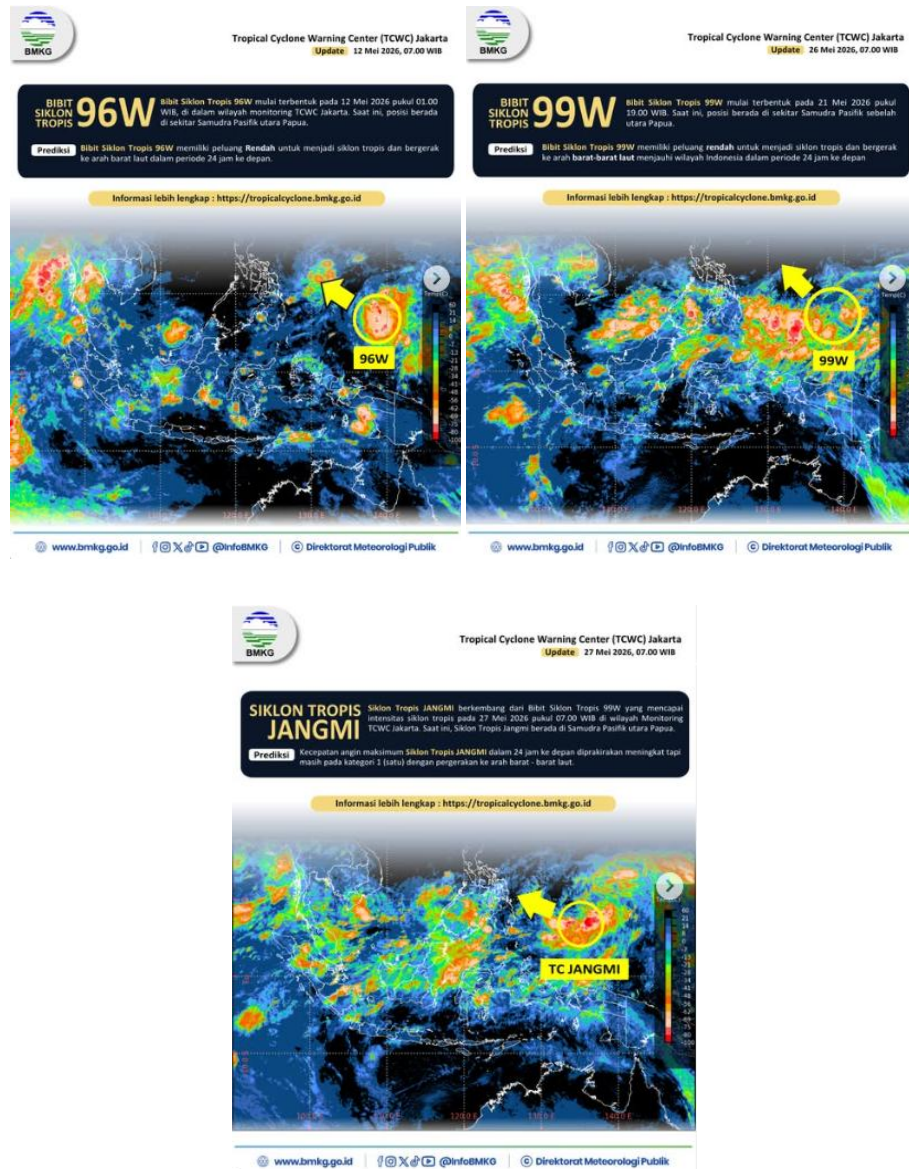 BMKG
Tropical Cyclone Warning Center (TCWC) Jakarta
Update 12 Mei 2026, 07.00 WIB
BIBIT SIKLON TROPIS 96W
Bibit Siklon Tropis 96W mulai terbentuk pada 12 Mei 2026 pukul 01.00
WIB, di dalam wilayah monitoring TCWC Jakarta. Saat ini, posisi berada
di sekitar Samudra Pasifik utara Papua.
Prediksi
Bibit Siklon Tropis 96W memiliki peluang Rendah untuk menjadi siklon tropis dan bergerak
ke arah barat laut dalam periode 24 jam ke depan.
Informasi lebih lengkap : https://tropicalcyclone.bmkg.go.id
96W
www.bmkg.go.id
@InfoBMKG
Direktorat Meteorologi Publik
BMKG
Tropical Cyclone Warning Center (TCWC) Jakarta
Update 26 Mei 2026, 07.00 WIB
BIBIT SIKLON TROPIS 99W
Bibit Siklon Tropis 99W mulai terbentuk pada 21 Mei 2026 pukul
19.00 WIB. Saat ini, posisi berada di sekitar Samudra Pasifik sebelah
utara Papua.
Prediksi
Bibit Siklon Tropis 99W memiliki peluang rendah untuk menjadi siklon tropis dan bergerak
ke arah barat-barat laut menjauhi wilayah Indonesia dalam periode 24 jam ke depan
Informasi lebih lengkap : https://tropicalcyclone.bmkg.go.id
99W
www.bmkg.go.id
@InfoBMKG
Direktorat Meteorologi Publik
BMKG
Tropical Cyclone Warning Center (TCWC) Jakarta
Update 27 Mei 2026, 07.00 WIB
SIKLON TROPIS
JANGMI
Siklon Tropis JANGMI berkembang dari Bibit Siklon Tropis 99W yang mencapai
intensitas siklon tropis pada 27 Mei 2026 pukul 07.00 WIB di wilayah Monitoring
TCWC Jakarta. Saat ini, Siklon Tropis Jangmi berada di Samudra Pasifik utara Papua.
Prediksi
Kecepatan angin maksimum Siklon Tropis JANGMI dalam 24 jam ke depan diprakirakan meningkat tapi
masih pada kategori 1 (satu) dengan pergerakan ke arah barat - barat laut.
Informasi lebih lengkap : https://tropicalcyclone.bmkg.go.id
TC JANGMI
www.bmkg.go.id
@InfoBMKG
Direktorat Meteorologi Publik